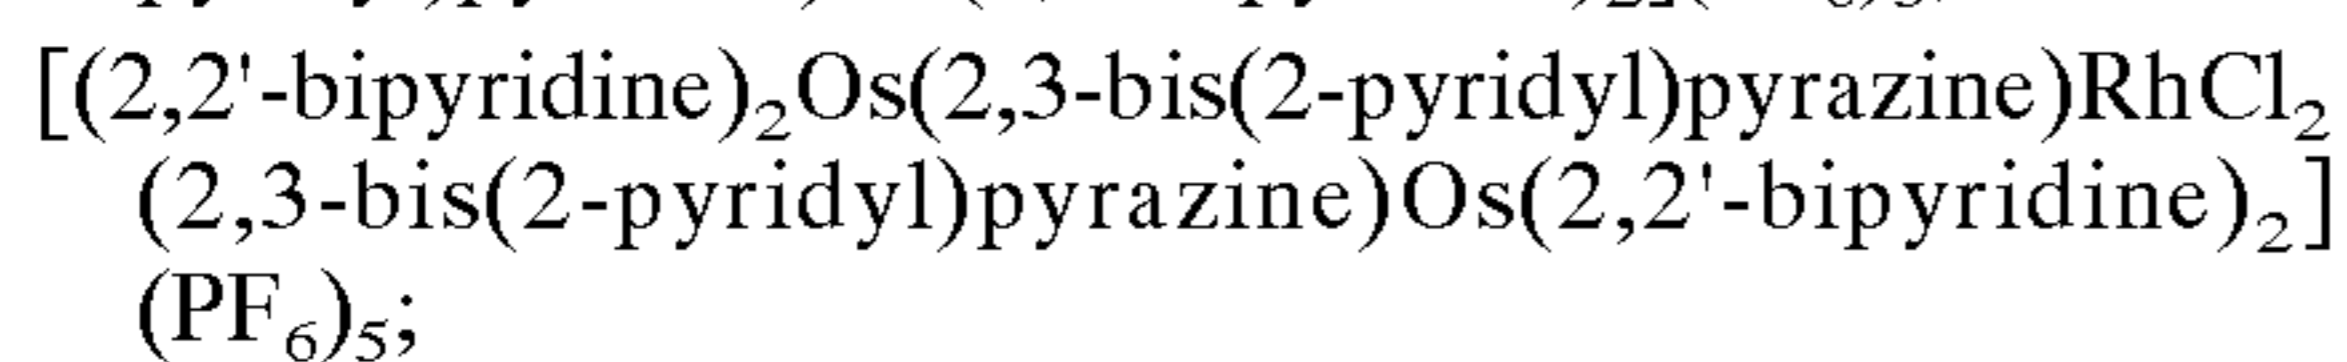 [(2,2'-bipyridine)₂Os(2,3-bis(2-pyridyl)pyrazine)RhCl₂
(2,3-bis(2-pyridyl)pyrazine)Os(2,2'-bipyridine)₂]
(PF₆)₅;